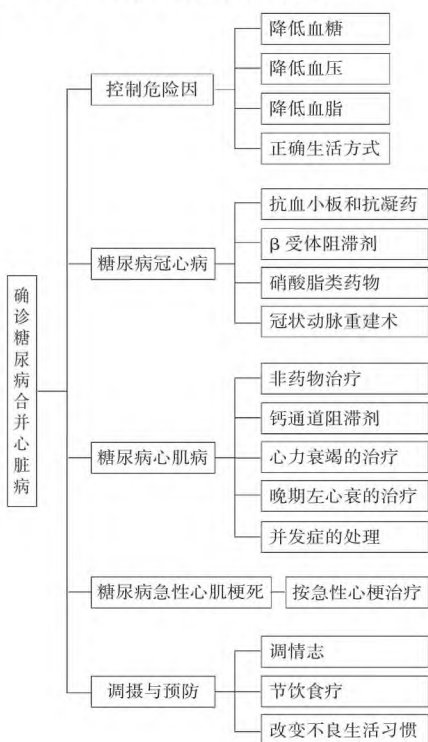 确诊糖尿病合并心脏病
控制危险因
降低血糖
降低血压
降低血脂
正确生活方式
糖尿病冠心病
抗血小板和抗凝药
β受体阻滞剂
硝酸脂类药物
冠状动脉重建术
糖尿病心肌病
非药物治疗
钙通道阻滞剂
心力衰竭的治疗
晚期左心衰的治疗
并发症的处理
糖尿病急性心肌梗死
按急性心梗治疗
调摄与预防
调情志
节饮食疗
改变不良生活习惯